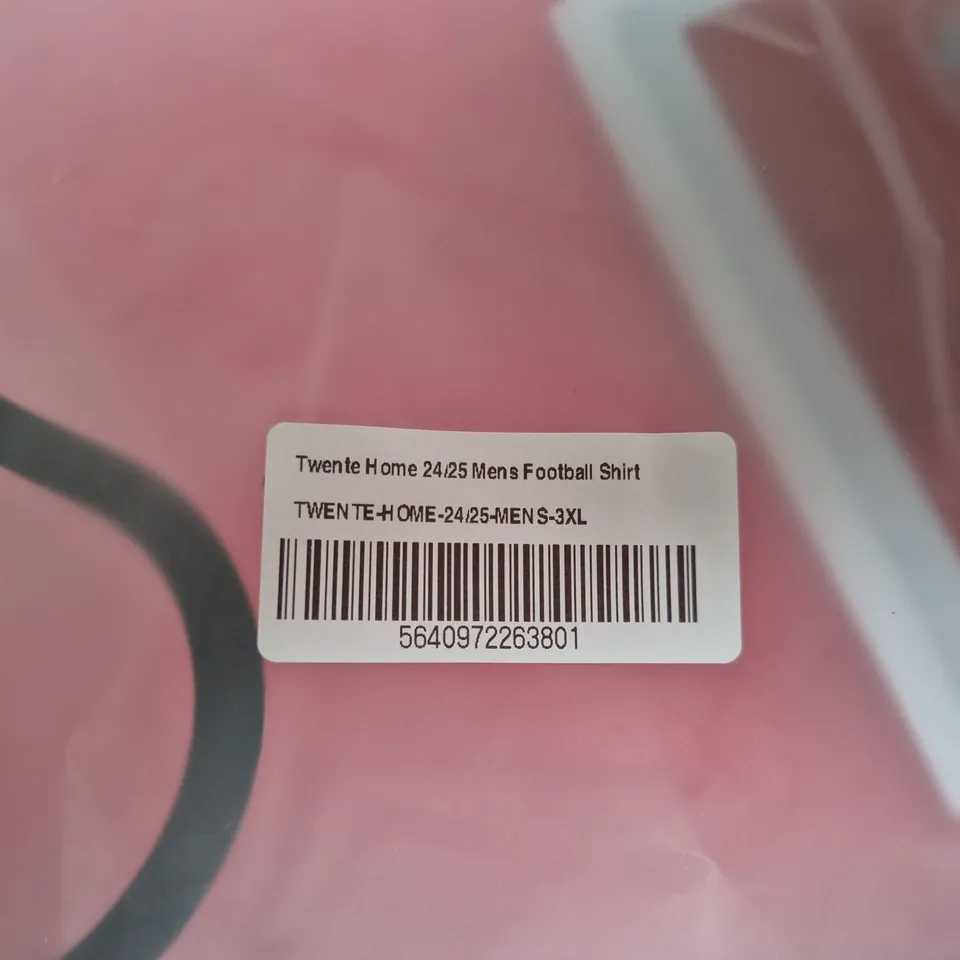 Twente Home 24/25 Mens Football Shirt
TWENTE-HOME-24/25-MENS-3XL
5640972263801